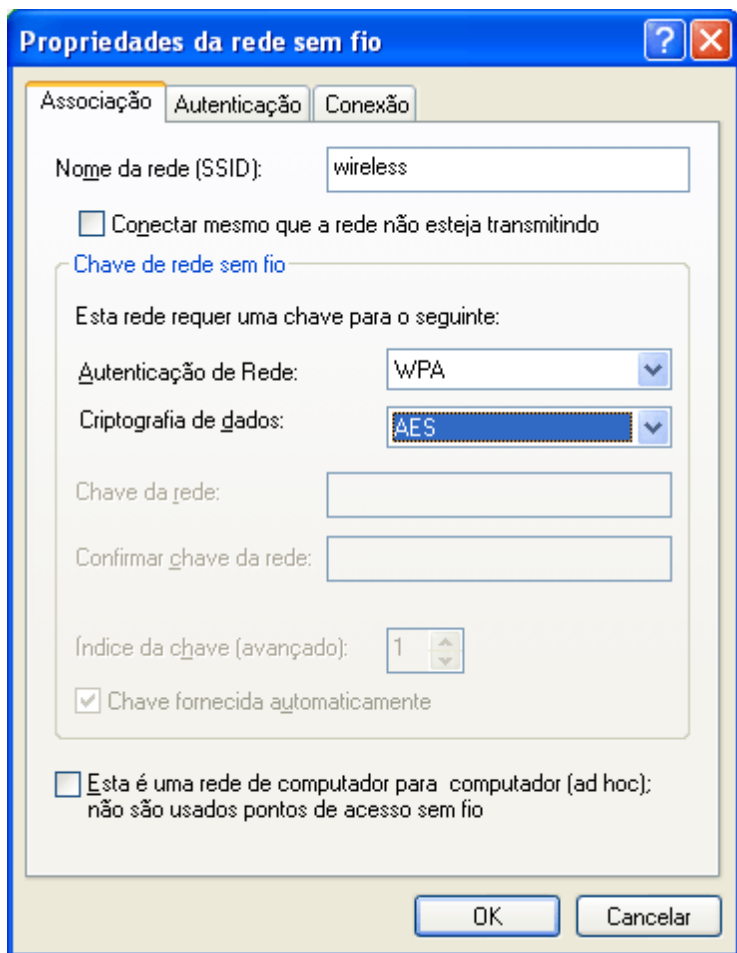 Propriedades da rede sem fio
Associação Autenticação Conexão
Nome da rede (SSID): wireless
Conectar mesmo que a rede não esteja transmitindo
Chave de rede sem fio
Esta rede requer uma chave para o seguinte:
Autenticação de Rede: WPA
Criptografia de dados: AES
Chave da rede:
Confirmar chave da rede:
Índice da chave (avançado): 1
Chave fornecida automaticamente
Esta é uma rede de computador para computador (ad hoc);
não são usados pontos de acesso sem fio
OK Cancelar